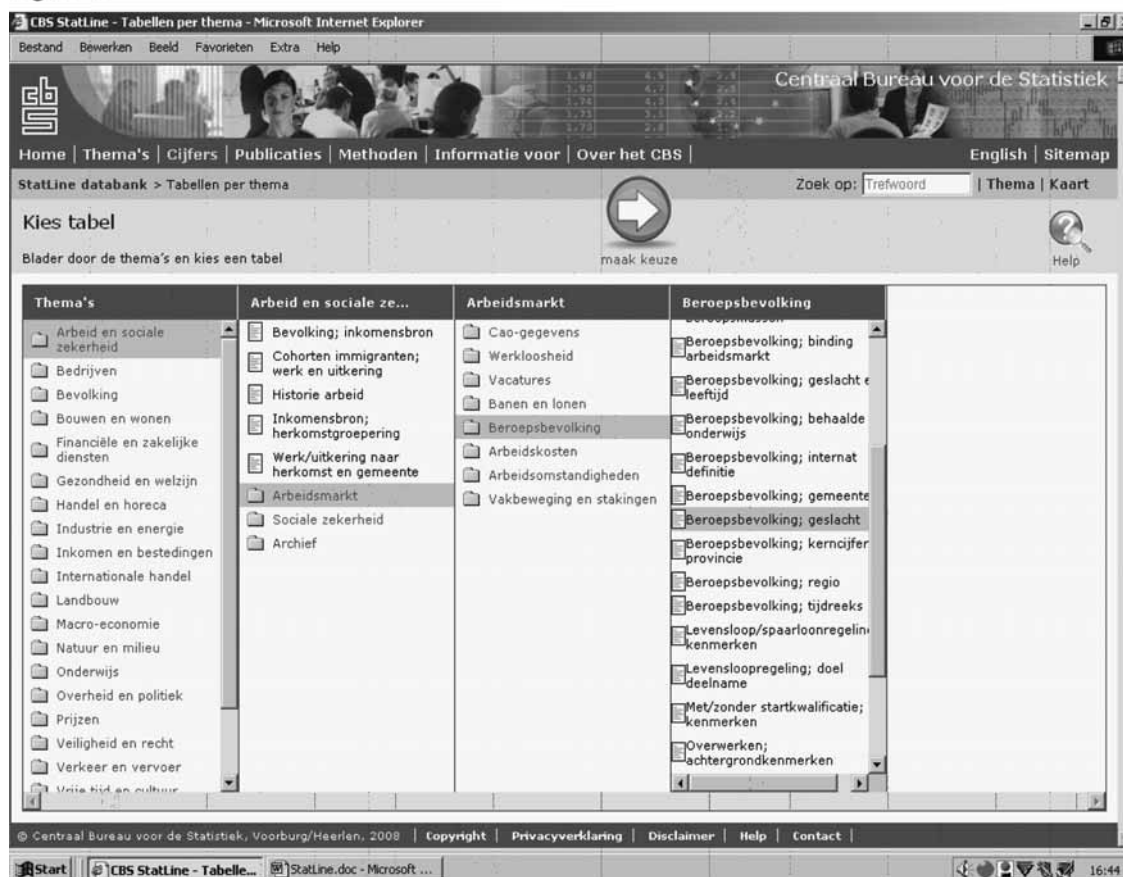 CBS StatLine - Tabellen per thema - Microsoft Internet Explorer
Bestand Bewerken Beeld Favorieten Extra Help
Centraal Bureau voor de Statistiek
Home | Thema's | Cijfers | Publicaties | Methoden | Informatie voor | Over het CBS |
English | Sitemap
StatLine databank > Tabellen per thema
Zoek op: Trefwoord | Thema | Kaart
Kies tabel
Blader door de thema's en kies een tabel
maak keuze
Help
Thema's
Arbeid en sociale
zekerheid
Bedrijven
Bevolking
Bouwen en wonen
Financiële en zakelijke
diensten
Gezondheid en welzijn
Handel en horeca
Industrie en energie
Inkomen en bestedingen
Internationale handel
Landbouw
Macro-economie
Natuur en milieu
Onderwijs
Overheid en politiek
Prijzen
Veiligheid en recht
Verkeer en vervoer
Vrije tijd en cultuur
Arbeid en sociale ze...
Bevolking; inkomensbron
Cohorten immigranten;
werk en uitkering
Historie arbeid
Inkomensbron;
herkomstgroepering
Werk/uitkering naar
herkomst en gemeente
Arbeidsmarkt
Sociale zekerheid
Archief
Arbeidsmarkt
Cao-gegevens
Werkloosheid
Vacatures
Banen en lonen
Beroepsbevolking
Arbeidskosten
Arbeidsomstandigheden
Vakbeweging en stakingen
Beroepsbevolking
Beroepsbevolking; binding
arbeidsmarkt
Beroepsbevolking; geslacht e
leeftijd
Beroepsbevolking; behaalde
onderwijs
Beroepsbevolking; internat
definitie
Beroepsbevolking; gemeente
Beroepsbevolking; geslacht
Beroepsbevolking; kerncijfer
provincie
Beroepsbevolking; regio
Beroepsbevolking; tijdreeks
Levensloop/spaarloonregelin
kenmerken
Levensloopregeling; doel
deelname
Met/zonder startkwalificatie;
kenmerken
Overwerken;
achtergrondkenmerken
© Centraal Bureau voor de Statistiek, Voorburg/Heerlen, 2008 | Copyright | Privacyverklaring | Disclaimer | Help | Contact |
Start CBS StatLine - Tabelle... StatLine.doc - Microsoft ... 16:44